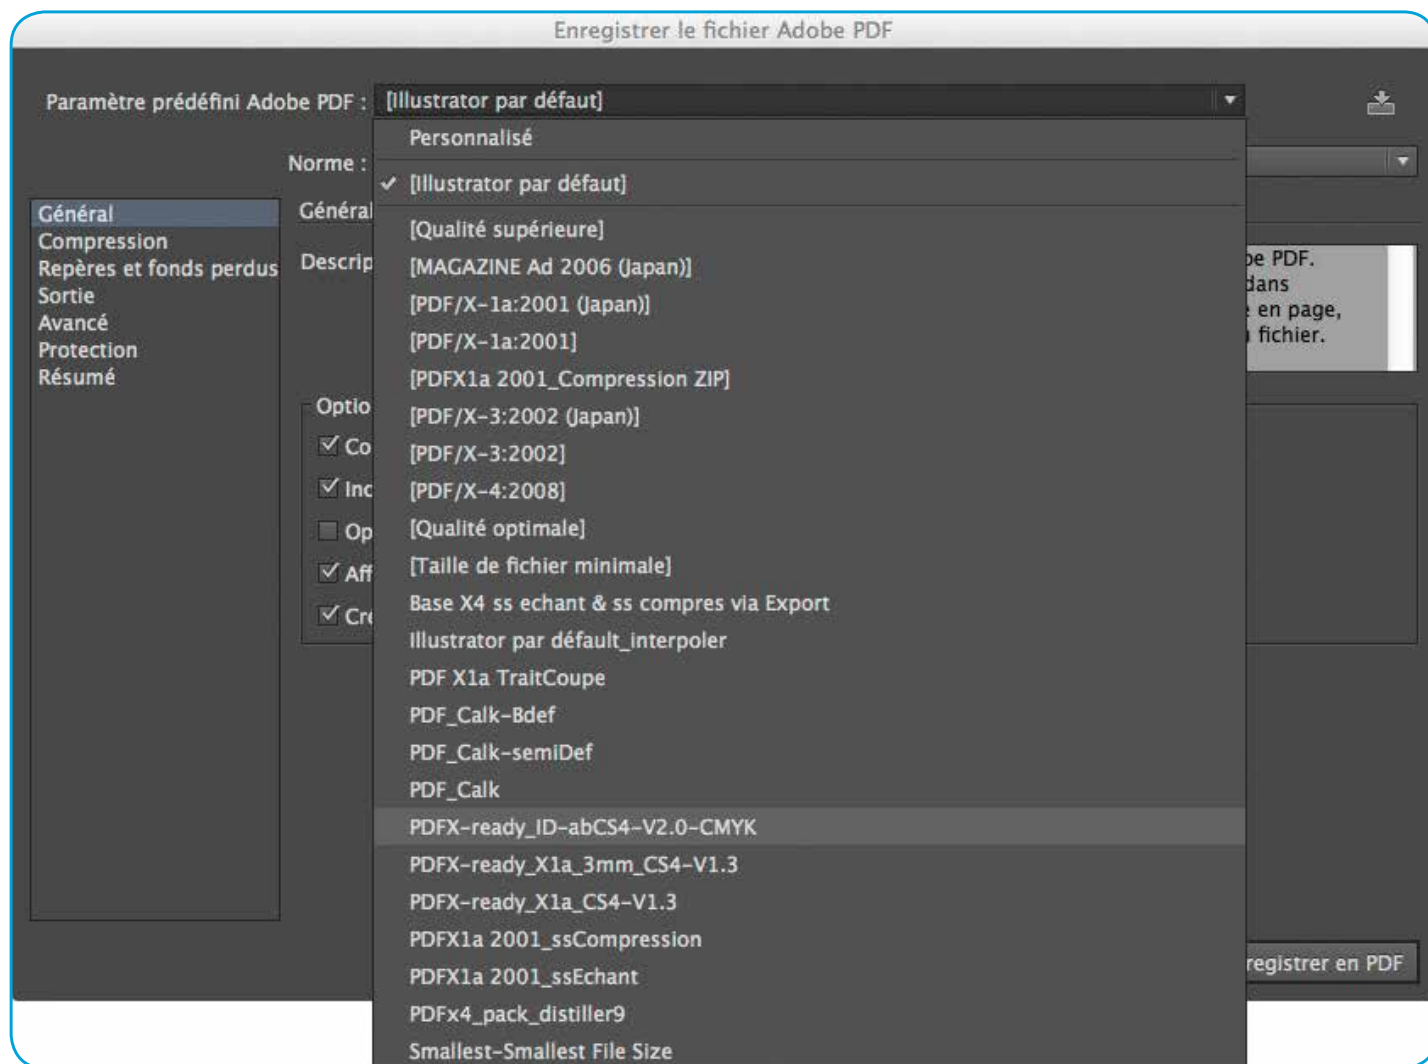 Enregistrer le fichier Adobe PDF
Paramètre prédéfini Adobe PDF : [Illustrator par défaut]
Norme :
Général
Compression
Repères et fonds perdus
Sortie
Avancé
Protection
Résumé
Général
Descrip
be PDF.
dans
e en page,
fichier.
Optio
Co
Inc
Op
Aff
Cré
Personnalisé
[Illustrator par défaut]
[Qualité supérieure]
[MAGAZINE Ad 2006 (Japan)]
[PDF/X-1a:2001 (Japan)]
[PDF/X-1a:2001]
[PDFX1a 2001_Compression ZIP]
[PDF/X-3:2002 (Japan)]
[PDF/X-3:2002]
[PDF/X-4:2008]
[Qualité optimale]
[Taille de fichier minimale]
Base X4 ss echant & ss compres via Export
Illustrator par défault_interpoler
PDF X1a TraitCoupe
PDF_Calk-Bdef
PDF_Calk-semiDef
PDF_Calk
PDFX-ready_ID-abCS4-V2.0-CMYK
PDFX-ready_X1a_3mm_CS4-V1.3
PDFX-ready_X1a_CS4-V1.3
PDFX1a 2001_ssCompression
PDFX1a 2001_ssEchant
PDFx4_pack_distiller9
Smallest-Smallest File Size
registrer en PDF